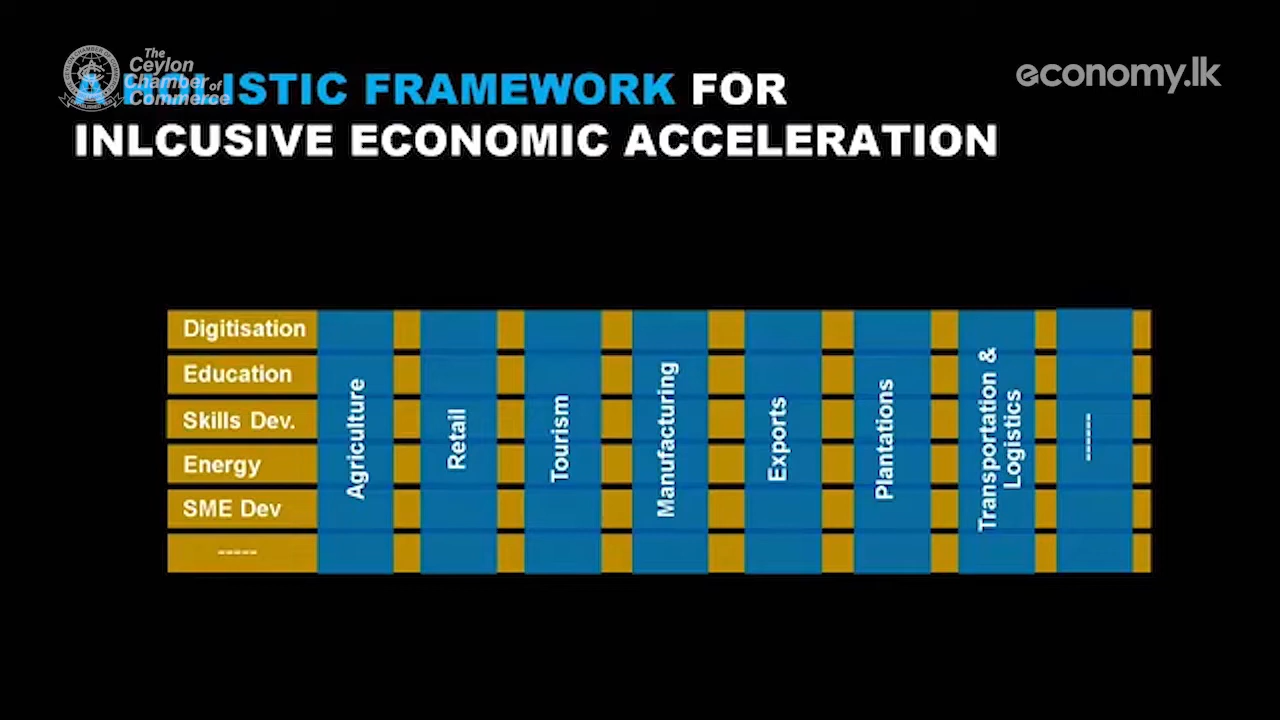 The
Ceylon
Chamber of
Commerce
economy.lk
HOLISTIC FRAMEWORK FOR
INLCUSIVE ECONOMIC ACCELERATION
Digitisation
Education
Skills Dev.
Energy
SME Dev
-----
Agriculture
Retail
Tourism
Manufacturing
Exports
Plantations
Transportation &
Logistics
------